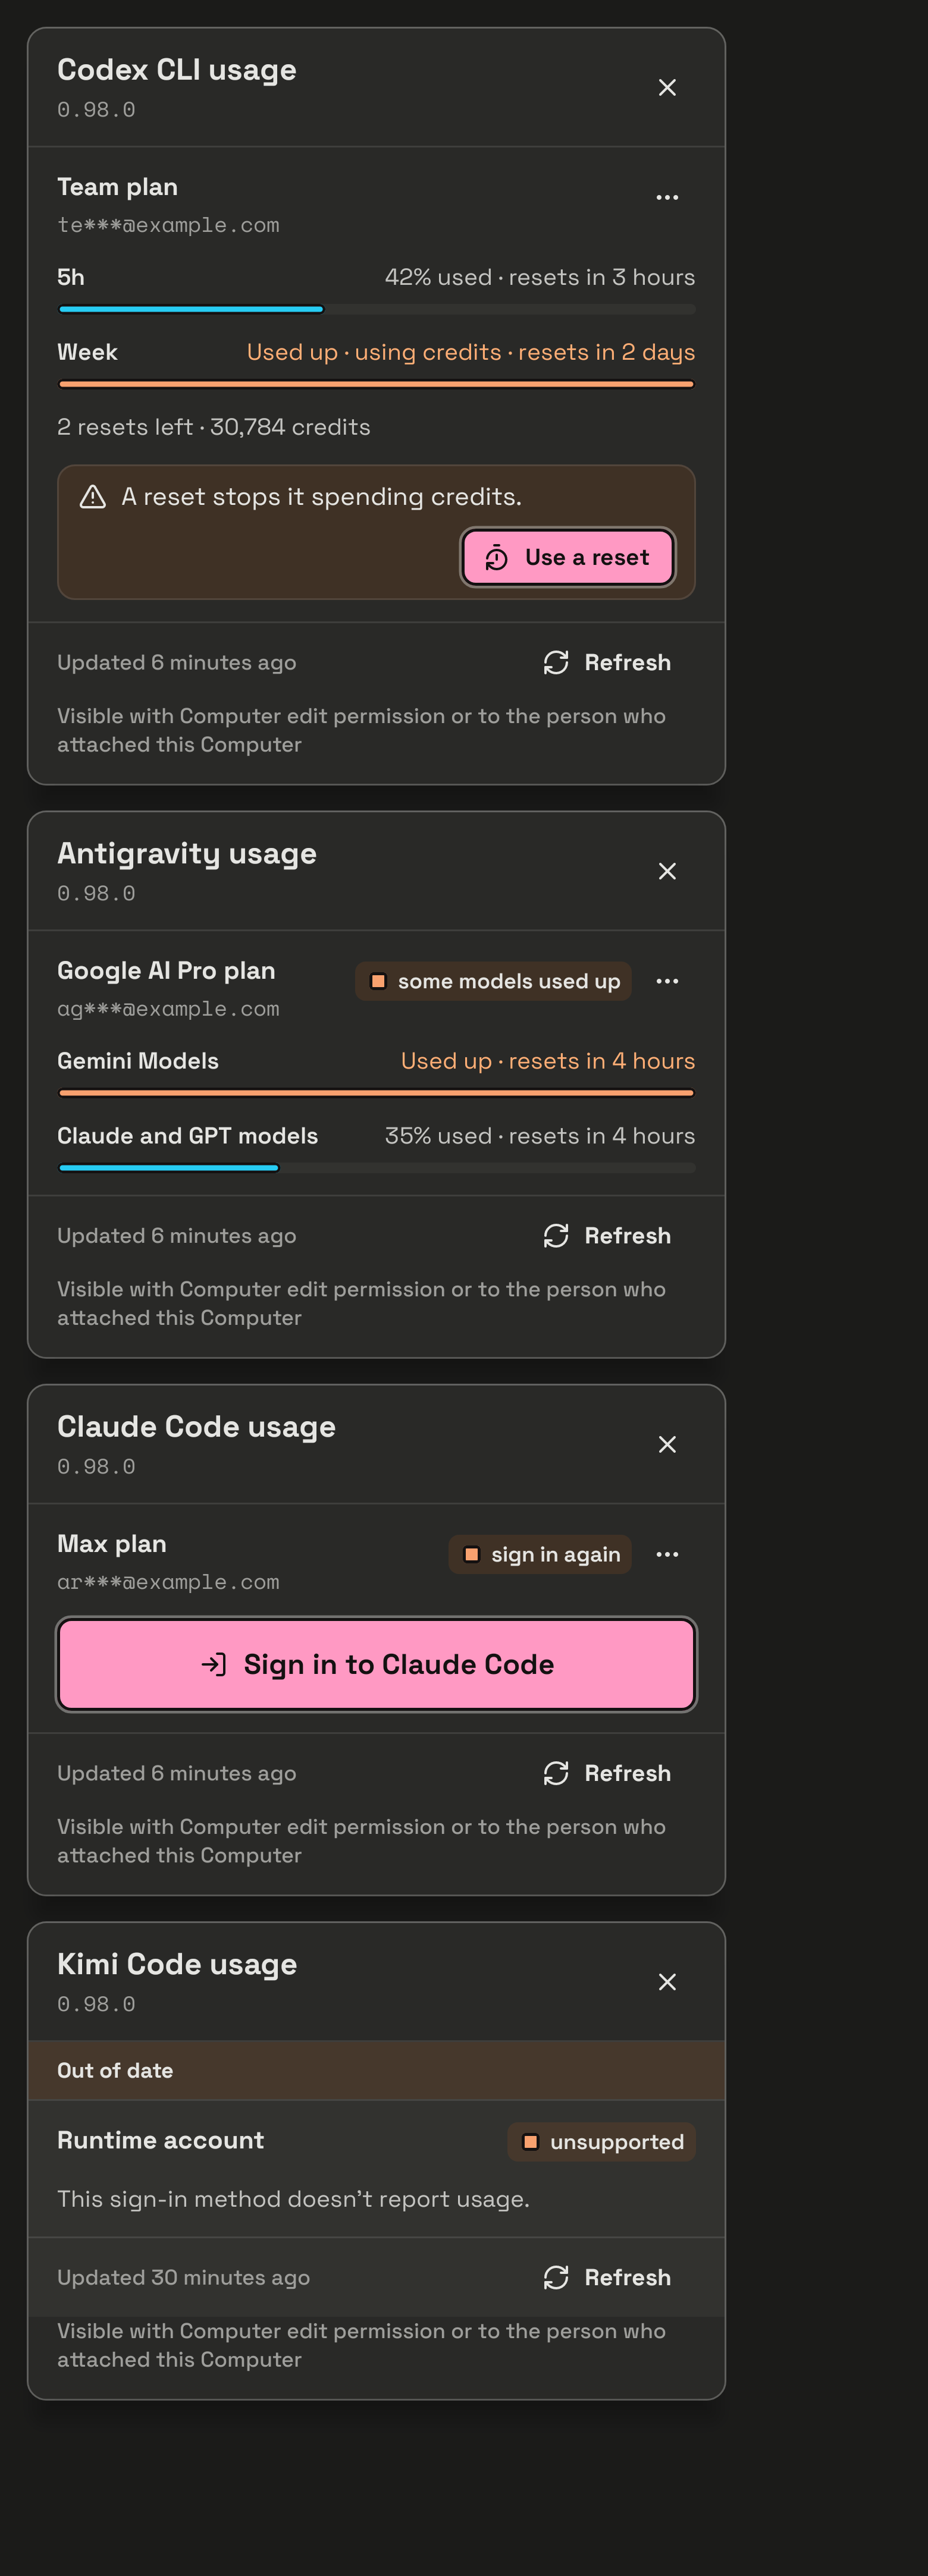 Codex CLI usage
0.98.0
Team plan
te***@example.com
5h
42% used · resets in 3 hours
Week
Used up · using credits · resets in 2 days
2 resets left · 30,784 credits
A reset stops it spending credits.
Use a reset
Updated 6 minutes ago
Refresh
Visible with Computer edit permission or to the person who
attached this Computer
Antigravity usage
0.98.0
Google AI Pro plan
some models used up
ag***@example.com
Gemini Models
Used up · resets in 4 hours
Claude and GPT models
35% used · resets in 4 hours
Updated 6 minutes ago
Refresh
Visible with Computer edit permission or to the person who
attached this Computer
Claude Code usage
0.98.0
Max plan
sign in again
ar***@example.com
Sign in to Claude Code
Updated 6 minutes ago
Refresh
Visible with Computer edit permission or to the person who
attached this Computer
Kimi Code usage
0.98.0
Out of date
Runtime account
unsupported
This sign-in method doesn’t report usage.
Updated 30 minutes ago
Refresh
Visible with Computer edit permission or to the person who
attached this Computer